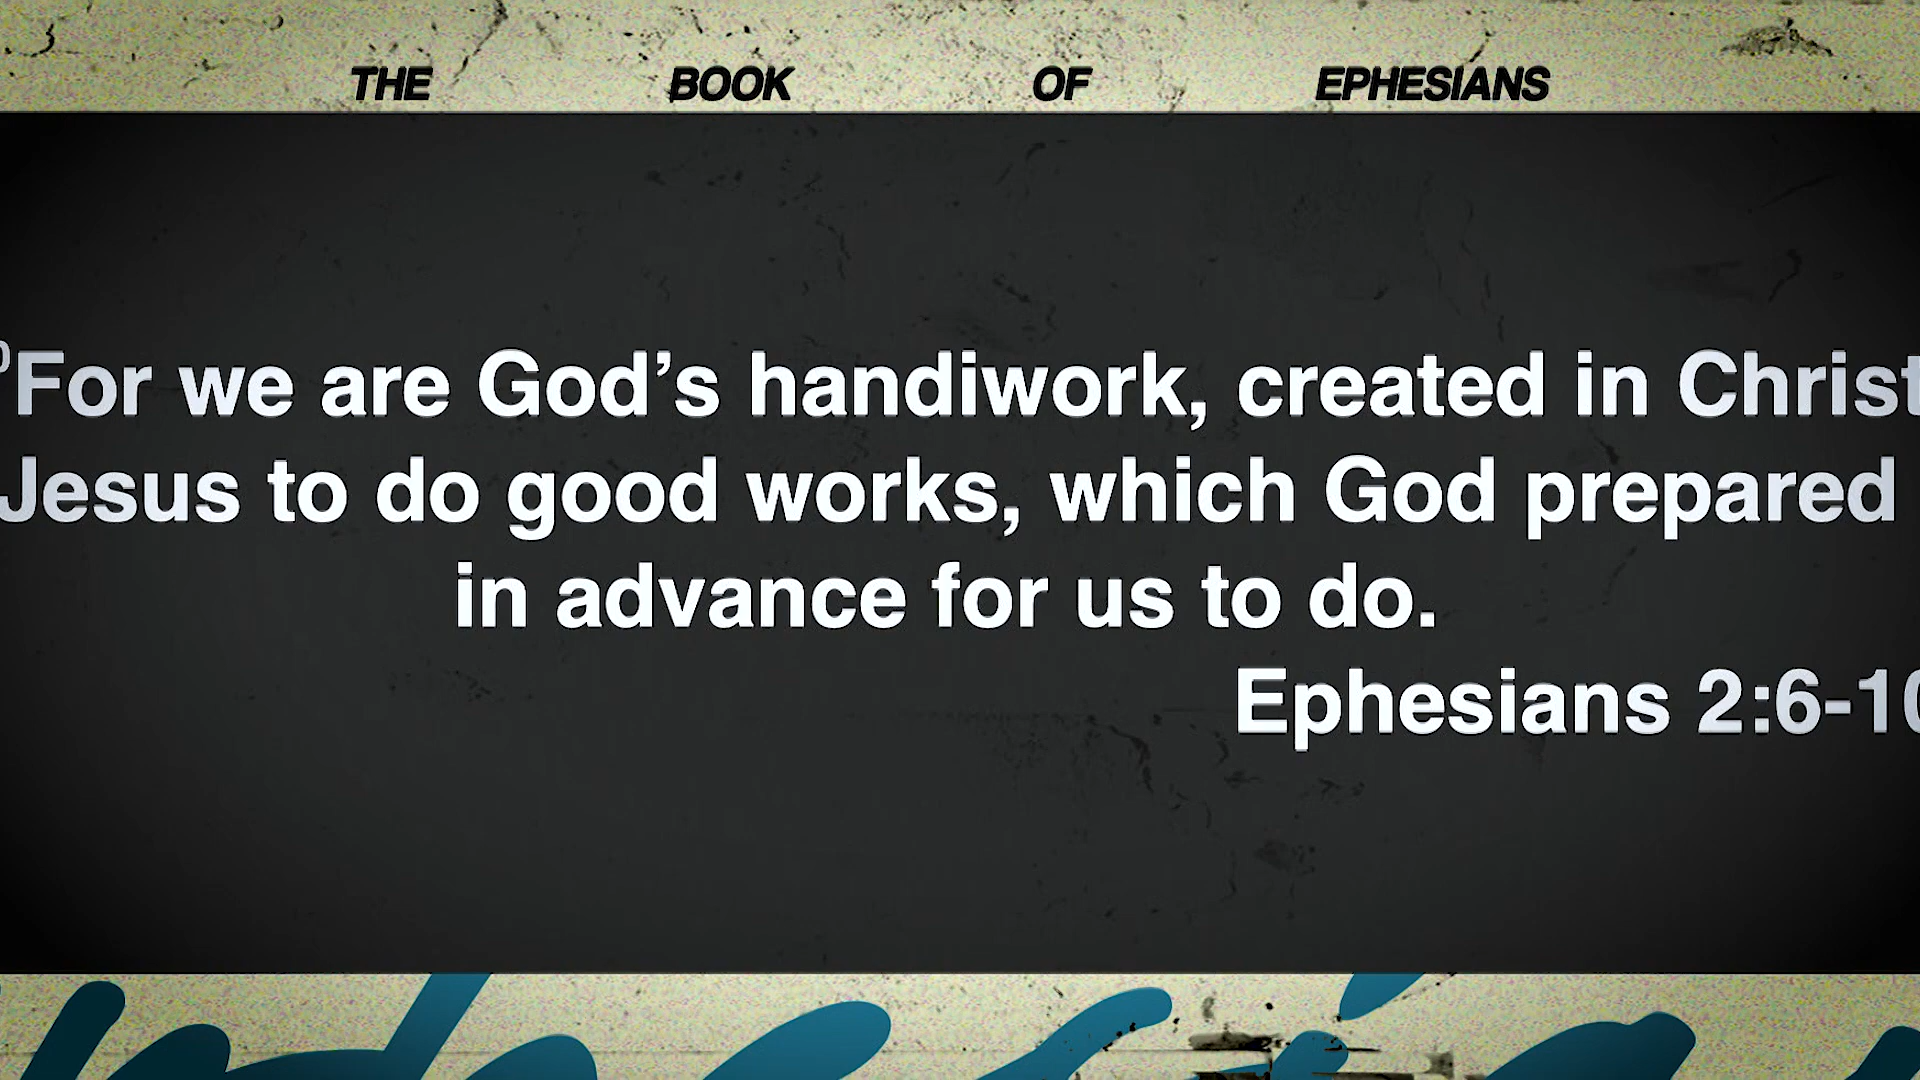 THE BOOK OF EPHESIANS
For we are God’s handiwork, created in Christ
Jesus to do good works, which God prepared
in advance for us to do.
Ephesians 2:6-10